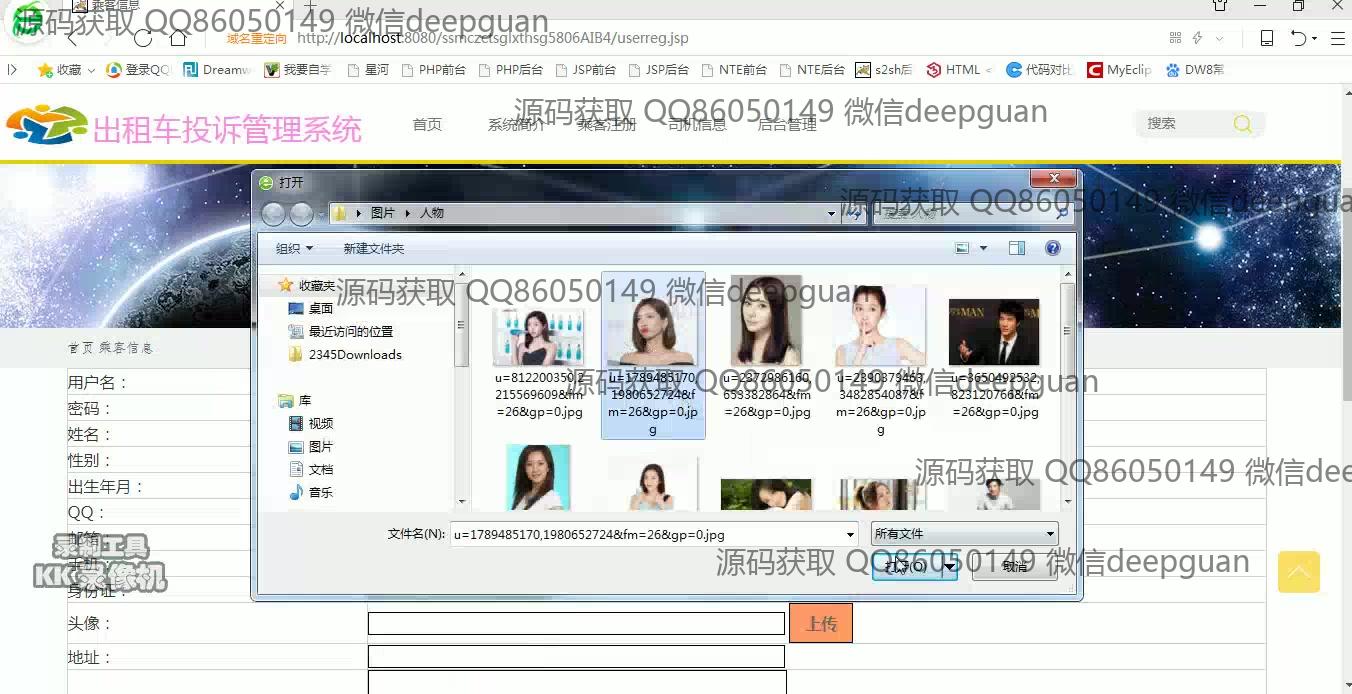 乘客信息
源码获取 QQ86050149 微信deepguan
域名重定向 http://localhost:8080/ssmczctsglxthsg5806AIB4/userreg.jsp
收藏 登录QQ Dreamw 我要自学 星河 PHP前台 PHP后台 JSP前台 JSP后台 NTE前台 NTE后台 s2sh后 HTML 代码对比 MyEclip DW8常
出租车投诉管理系统 首页 系统简介 乘客注册 司机信息 后台管理 搜索
源码获取 QQ86050149 微信deepguan
打开
图片 人物
源码获取 QQ86050149 微信deepgua
组织 新建文件夹
收藏夹
源码获取 QQ86050149 微信deepguan
桌面
最近访问的位置
2345Downloads
库
视频
图片
文档
音乐
u=812200350,2
215569609&fm
=26&gp=0.jpg
u=1789485170,
1980652724&f
m=26&gp=0.jp
g
u=2372986160,
653382864&fm
=26&gp=0.jpg
u=2390379463,
3482854087&f
m=26&gp=0.jp
g
u=3650492532,
823120766&fm
=26&gp=0.jpg
源码获取 QQ86050149 微信deepguan
源码获取 QQ86050149 微信dee
文件名(N): u=1789485170,1980652724&fm=26&gp=0.jpg 所有文件
打开(O) 取消
源码获取 QQ86050149 微信deepguan
首页 乘客信息
用户名：
密码：
姓名：
性别：
出生年月：
QQ：
邮箱：
手机：
身份证：
录制工具
KK录像机
头像： 上传
地址：